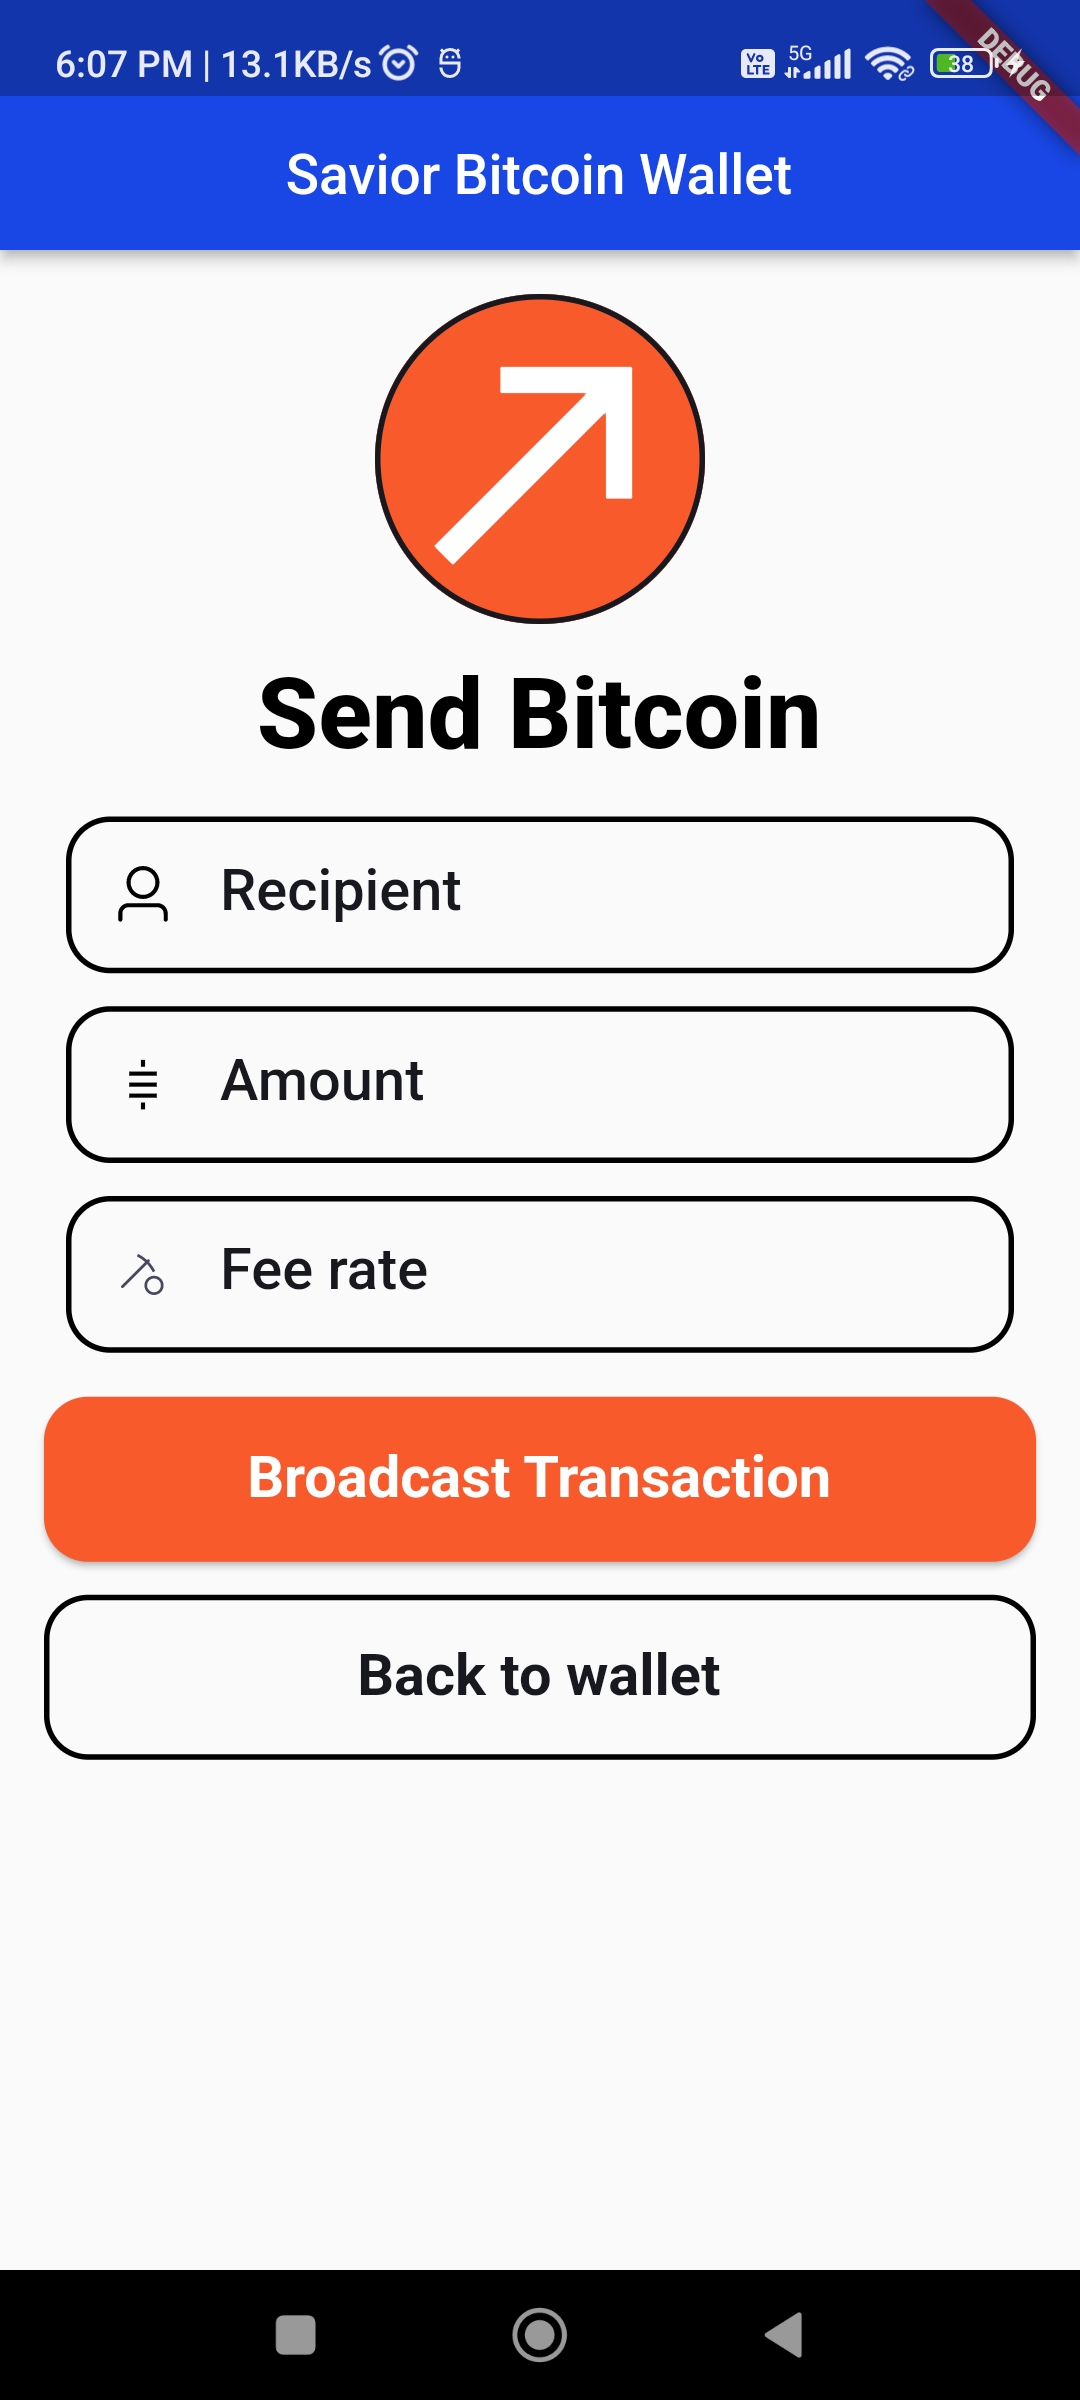 6:07 PM | 13.1KB/s
Vo LTE
5G
38
DEBUG
Savior Bitcoin Wallet
Send Bitcoin
Recipient
Amount
Fee rate
Broadcast Transaction
Back to wallet